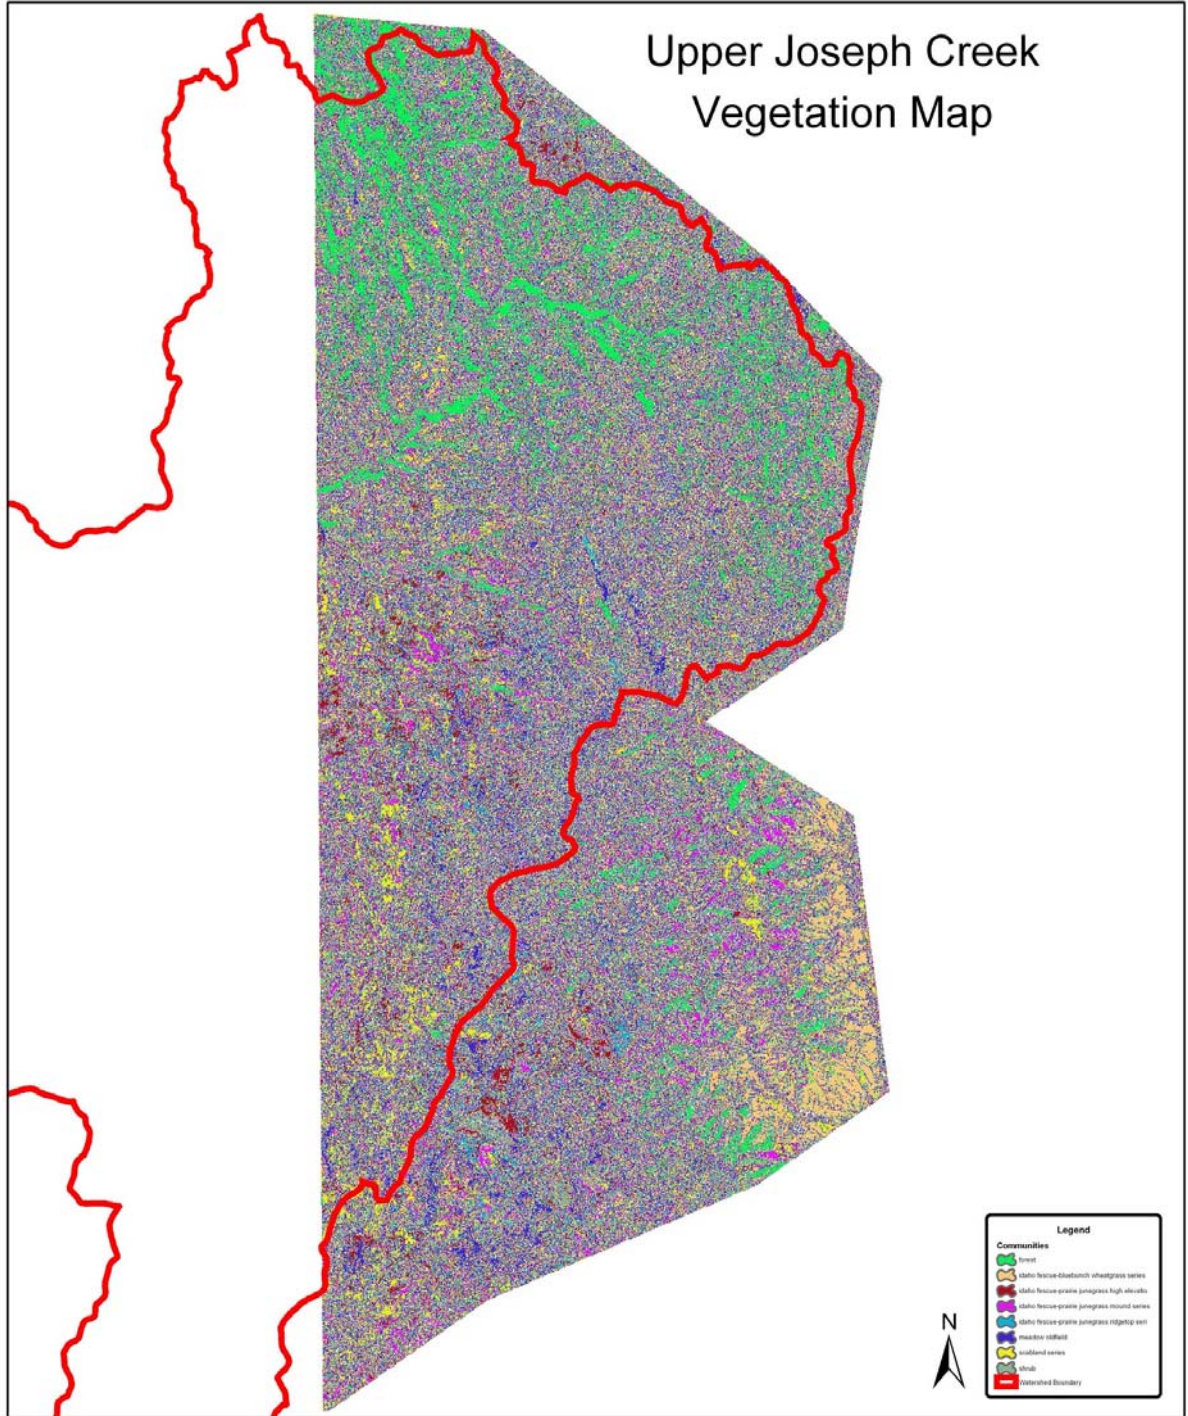 Upper Joseph Creek
Vegetation Map
N
Legend
Communities
forest
idaho fescue-bluebunch wheatgrass series
idaho fescue-prairie junegrass high elevatio
idaho fescue-prairie junegrass mound series
idaho fescue-prairie junegrass ridgetop seri
meadow oldfield
scabland series
shrub
Watershed Boundary